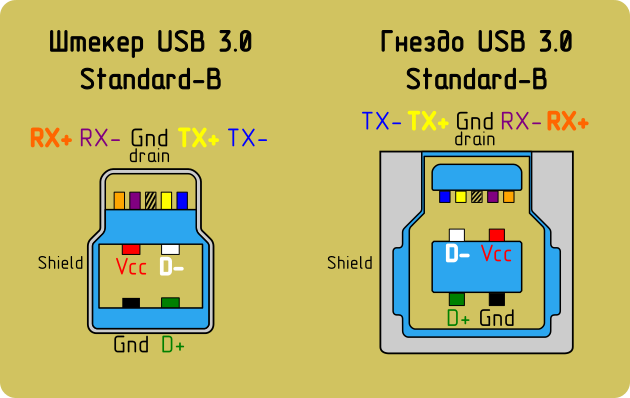 Штекер USB 3.0
Standard-B
RX+ RX- Gnd TX+ TX-
drain
Shield
Vcc D-
Gnd D+
Гнездо USB 3.0
Standard-B
TX- TX+ Gnd RX- RX+
drain
Shield
D- Vcc
D+ Gnd